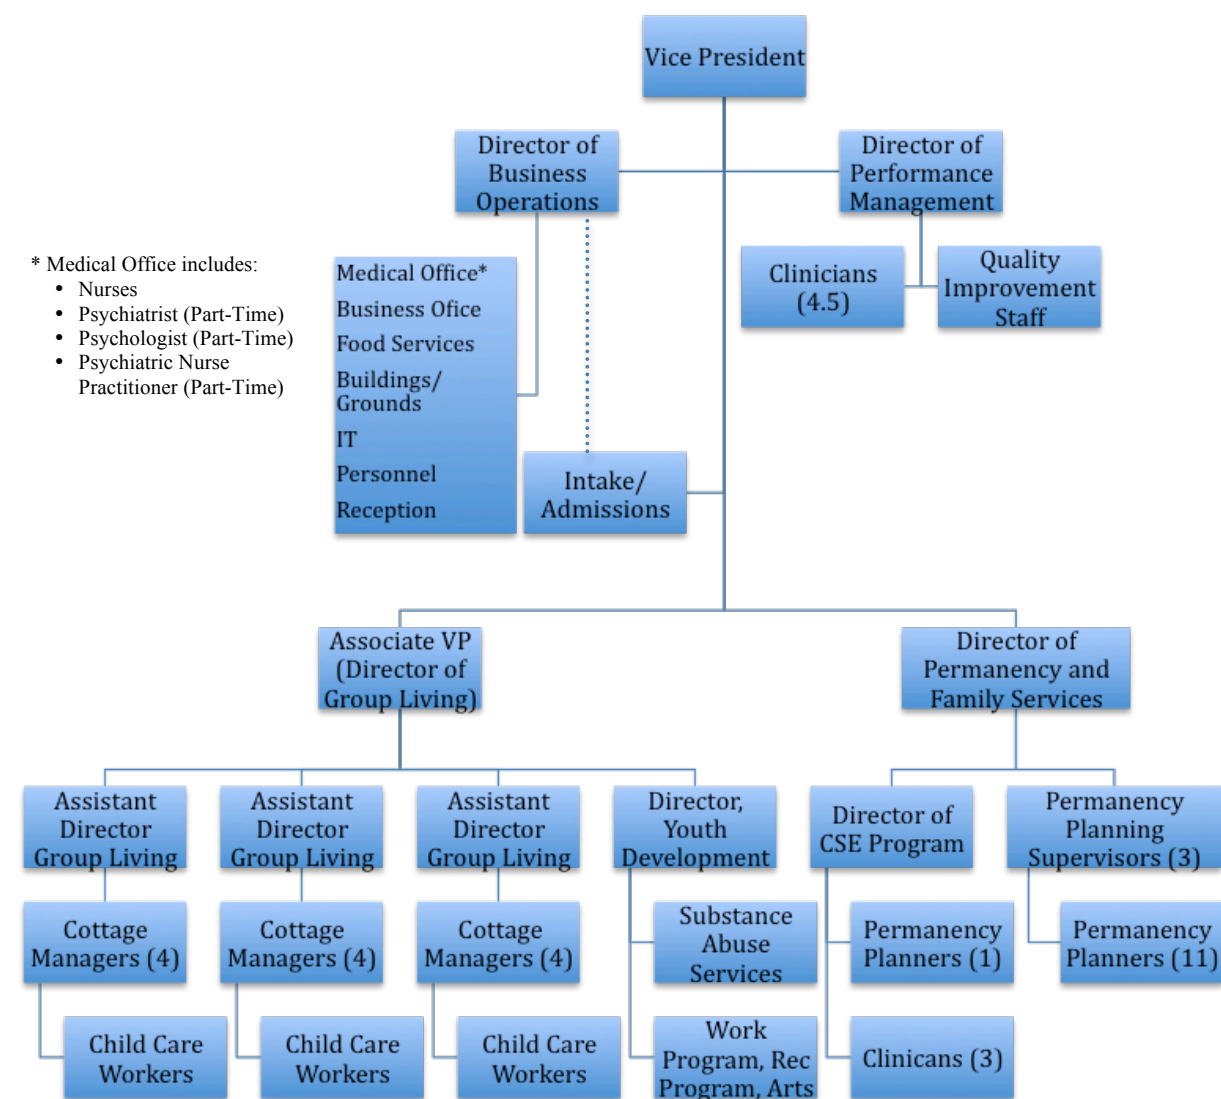 Vice President
Director of
Business
Operations
Director of
Performance
Management
* Medical Office includes:
• Nurses
• Psychiatrist (Part-Time)
• Psychologist (Part-Time)
• Psychiatric Nurse
Practitioner (Part-Time)
Medical Office*
Business Ofice
Food Services
Buildings/
Grounds
IT
Personnel
Reception
Clinicians
(4.5)
Quality
Improvement
Staff
Intake/
Admissions
Associate VP
(Director of
Group Living)
Director of
Permanency and
Family Services
Assistant
Director
Group Living
Assistant
Director
Group Living
Assistant
Director
Group Living
Director,
Youth
Development
Director of
CSE Program
Permanency
Planning
Supervisors (3)
Cottage
Managers (4)
Cottage
Managers (4)
Cottage
Managers (4)
Substance
Abuse
Services
Permanency
Planners (1)
Permanency
Planners (11)
Child Care
Workers
Child Care
Workers
Child Care
Workers
Work
Program, Rec
Program, Arts
Clinicans (3)